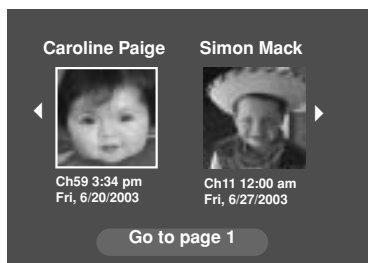 Caroline Paige
Simon Mack
Ch59 3:34 pm
Fri, 6/20/2003
Ch11 12:00 am
Fri, 6/27/2003
Go to page 1